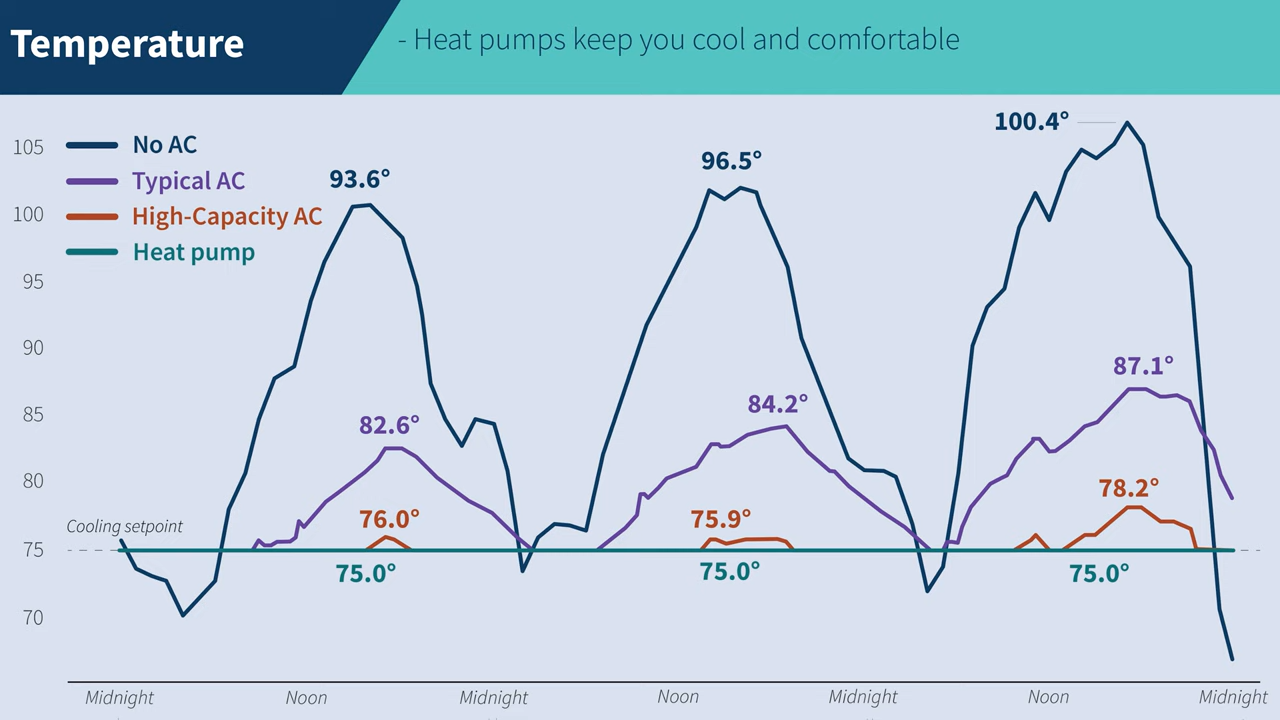 Temperature
- Heat pumps keep you cool and comfortable
100.4°
105
No AC
96.5°
93.6°
Typical AC
100
High-Capacity AC
Heat pump
95
90
87.1°
85
84.2°
82.6°
80
78.2°
76.0°
75.9°
Cooling setpoint
75
75.0°
75.0°
75.0°
70
Midnight
Noon
Midnight
Noon
Midnight
Noon
Midnight